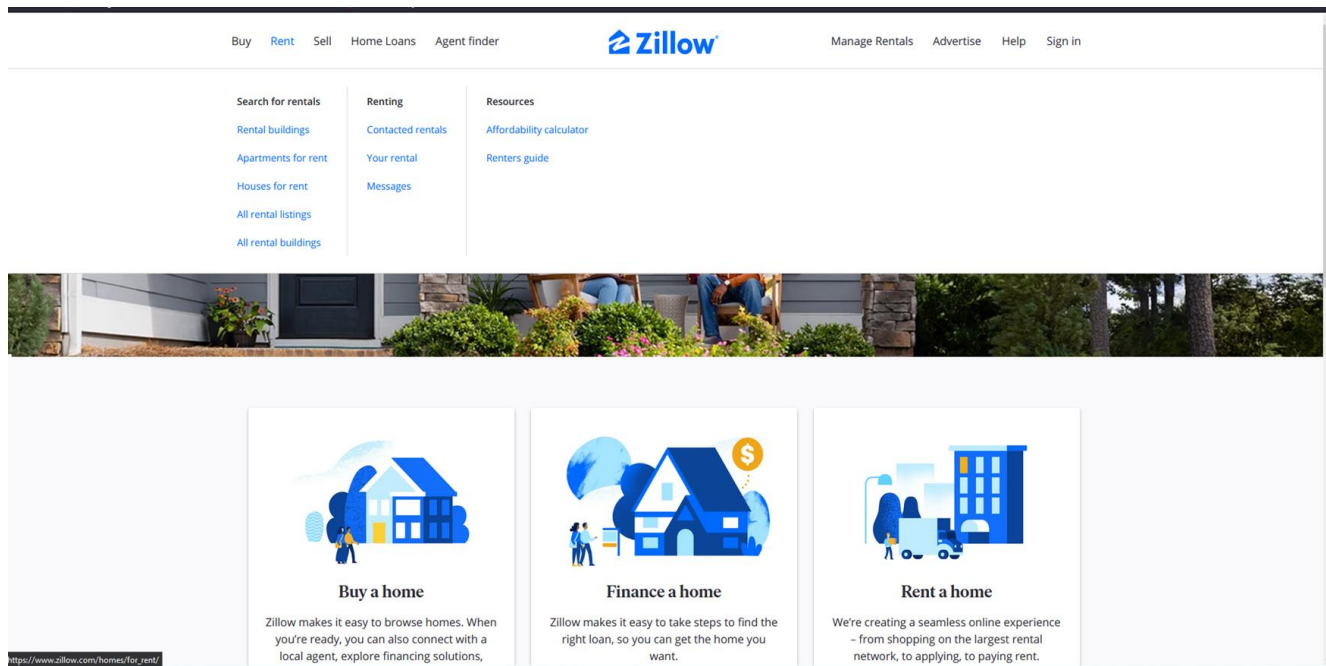 Buy Rent Sell Home Loans Agent finder Zillow® Manage Rentals Advertise Help Sign in
Search for rentals
Rental buildings
Apartments for rent
Houses for rent
All rental listings
All rental buildings
Renting
Contacted rentals
Your rental
Messages
Resources
Affordability calculator
Renters guide
$
Buy a home
Zillow makes it easy to browse homes. When
you're ready, you can also connect with a
local agent, explore financing solutions,
Finance a home
Zillow makes it easy to take steps to find the
right loan, so you can get the home you
want.
Rent a home
We're creating a seamless online experience
– from shopping on the largest rental
network, to applying, to paying rent.
https://www.zillow.com/homes/for_rent/